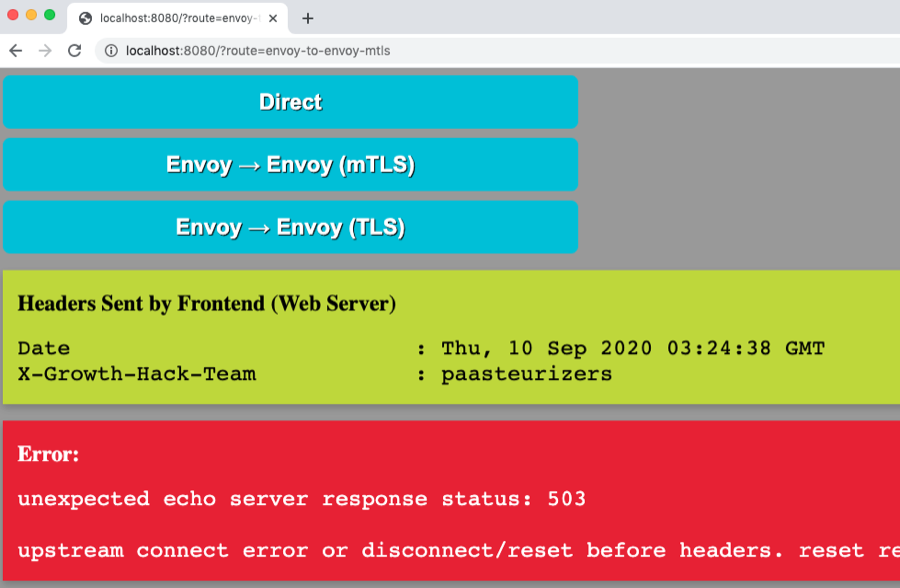 localhost:8080/?route=envoy-
localhost:8080/?route=envoy-to-envoy-mtls
Direct
Envoy → Envoy (mTLS)
Envoy → Envoy (TLS)
Headers Sent by Frontend (Web Server)
Date : Thu, 10 Sep 2020 03:24:38 GMT
X-Growth-Hack-Team : paasteurizers
Error:
unexpected echo server response status: 503
upstream connect error or disconnect/reset before headers. reset re